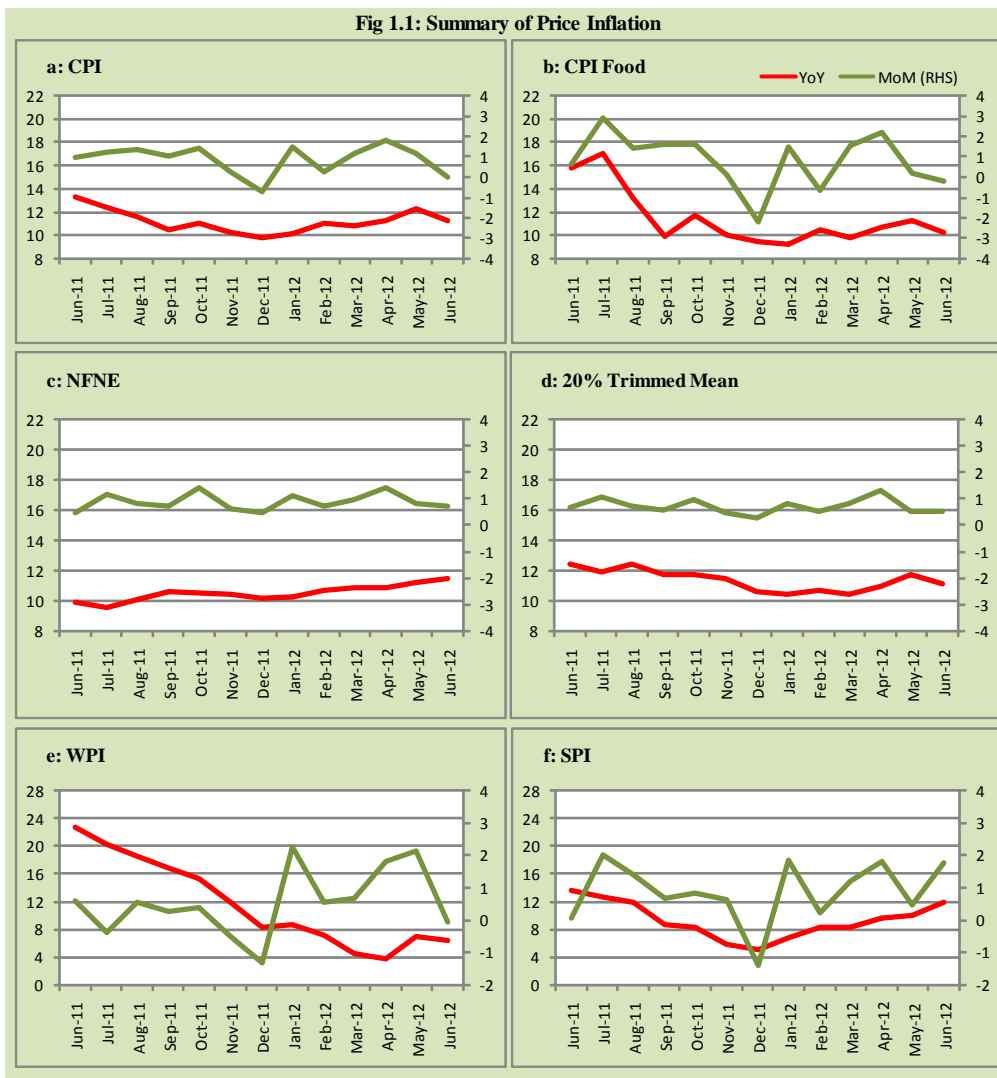 Fig 1.1: Summary of Price Inflation
a: CPI
22
20
18
16
14
12
10
8
4
3
2
1
0
-1
-2
-3
-4
Jun-11
Jul-11
Aug-11
Sep-11
Oct-11
Nov-11
Dec-11
Jan-12
Feb-12
Mar-12
Apr-12
May-12
Jun-12
b: CPI Food
YoY
MoM (RHS)
22
20
18
16
14
12
10
8
4
3
2
1
0
-1
-2
-3
-4
Jun-11
Jul-11
Aug-11
Sep-11
Oct-11
Nov-11
Dec-11
Jan-12
Feb-12
Mar-12
Apr-12
May-12
Jun-12
c: NFNE
22
20
18
16
14
12
10
8
4
3
2
1
0
-1
-2
-3
-4
Jun-11
Jul-11
Aug-11
Sep-11
Oct-11
Nov-11
Dec-11
Jan-12
Feb-12
Mar-12
Apr-12
May-12
Jun-12
d: 20% Trimmed Mean
22
20
18
16
14
12
10
8
4
3
2
1
0
-1
-2
-3
-4
Jun-11
Jul-11
Aug-11
Sep-11
Oct-11
Nov-11
Dec-11
Jan-12
Feb-12
Mar-12
Apr-12
May-12
Jun-12
e: WPI
28
24
20
16
12
8
4
0
4
3
2
1
0
-1
-2
Jun-11
Jul-11
Aug-11
Sep-11
Oct-11
Nov-11
Dec-11
Jan-12
Feb-12
Mar-12
Apr-12
May-12
Jun-12
f: SPI
28
24
20
16
12
8
4
0
4
3
2
1
0
-1
-2
Jun-11
Jul-11
Aug-11
Sep-11
Oct-11
Nov-11
Dec-11
Jan-12
Feb-12
Mar-12
Apr-12
May-12
Jun-12